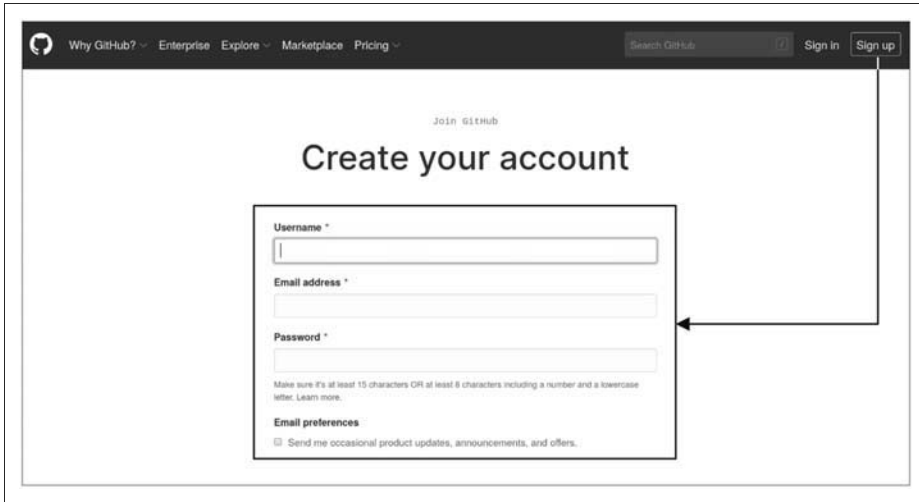 Why GitHub? Enterprise Explore Marketplace Pricing Search GitHub / Sign in Sign up
Join GitHub
Create your account
Username *
Email address *
Password *
Make sure it's at least 15 characters OR at least 8 characters including a number and a lowercase
letter. Learn more.
Email preferences
Send me occasional product updates, announcements, and offers.